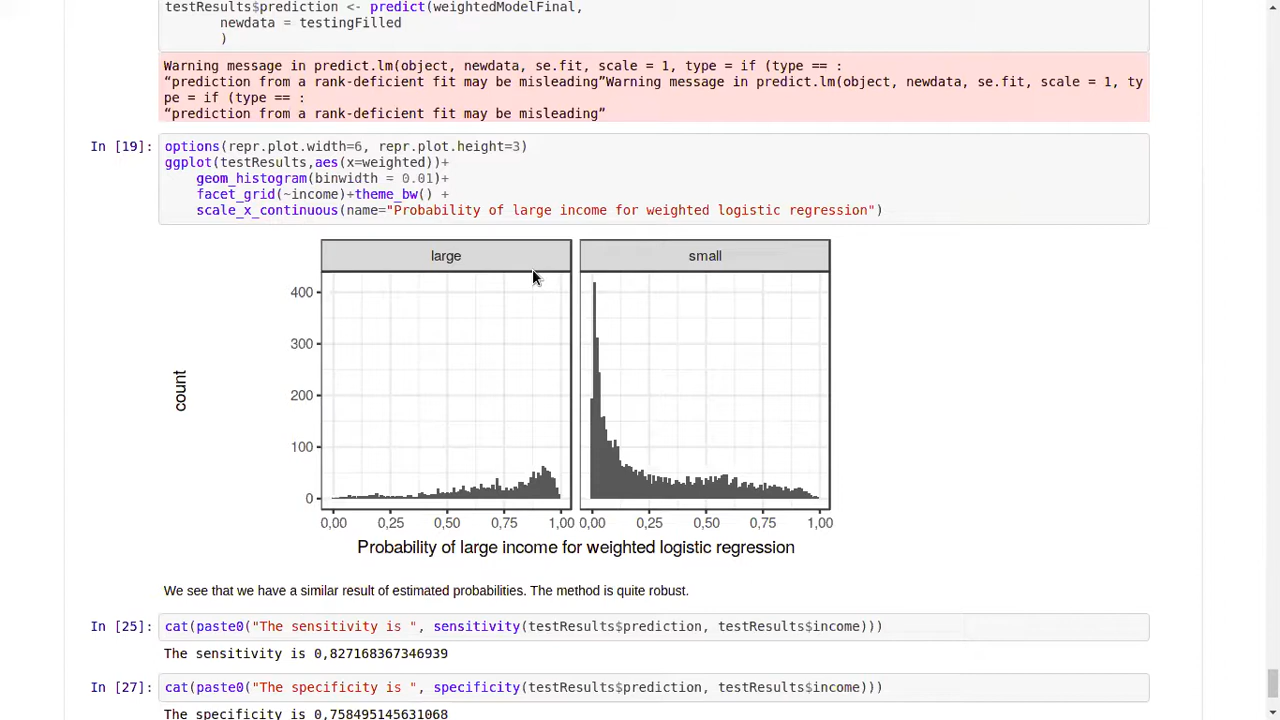 testResults$prediction <- predict(weightedModelFinal,
newdata = testingFilled
)
Warning message in predict.lm(object, newdata, se.fit, scale = 1, type = if (type == :
“prediction from a rank-deficient fit may be misleading”Warning message in predict.lm(object, newdata, se.fit, scale = 1, ty
pe = if (type == :
“prediction from a rank-deficient fit may be misleading”
In [19]: options(repr.plot.width=6, repr.plot.height=3)
ggplot(testResults,aes(x=weighted))+
geom_histogram(binwidth = 0.01)+
facet_grid(~income)+theme_bw() +
scale_x_continuous(name="Probability of large income for weighted logistic regression")
large small
400
300
200
100
0
count
0,00 0,25 0,50 0,75 1,00 0,00 0,25 0,50 0,75 1,00
Probability of large income for weighted logistic regression
We see that we have a similar result of estimated probabilities. The method is quite robust.
In [25]: cat(paste0("The sensitivity is ", sensitivity(testResults$prediction, testResults$income)))
The sensitivity is 0,827168367346939
In [27]: cat(paste0("The specificity is ", specificity(testResults$prediction, testResults$income)))
The specificity is 0,758495145631068